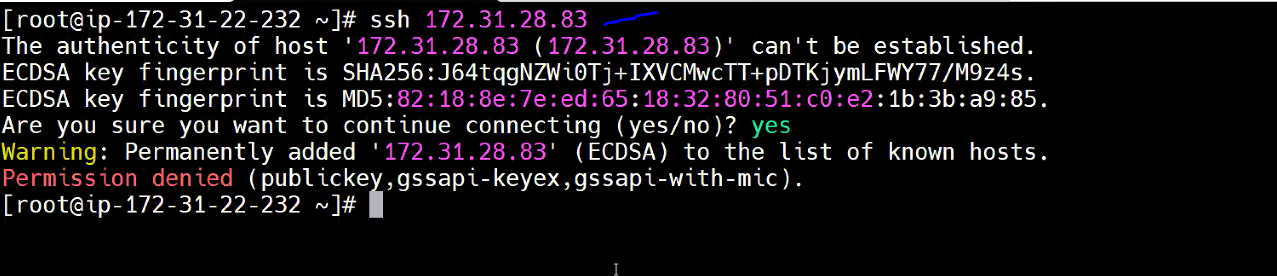 [root@ip-172-31-22-232 ~]# ssh 172.31.28.83
The authenticity of host '172.31.28.83 (172.31.28.83)' can't be established.
ECDSA key fingerprint is SHA256:J64tqgNZWi0Tj+IXVCMwcTT+pDTKjymLFWY77/M9z4s.
ECDSA key fingerprint is MD5:82:18:8e:7e:ed:65:18:32:80:51:c0:e2:1b:3b:a9:85.
Are you sure you want to continue connecting (yes/no)? yes
Warning: Permanently added '172.31.28.83' (ECDSA) to the list of known hosts.
Permission denied (publickey,gssapi-keyex,gssapi-with-mic).
[root@ip-172-31-22-232 ~]#